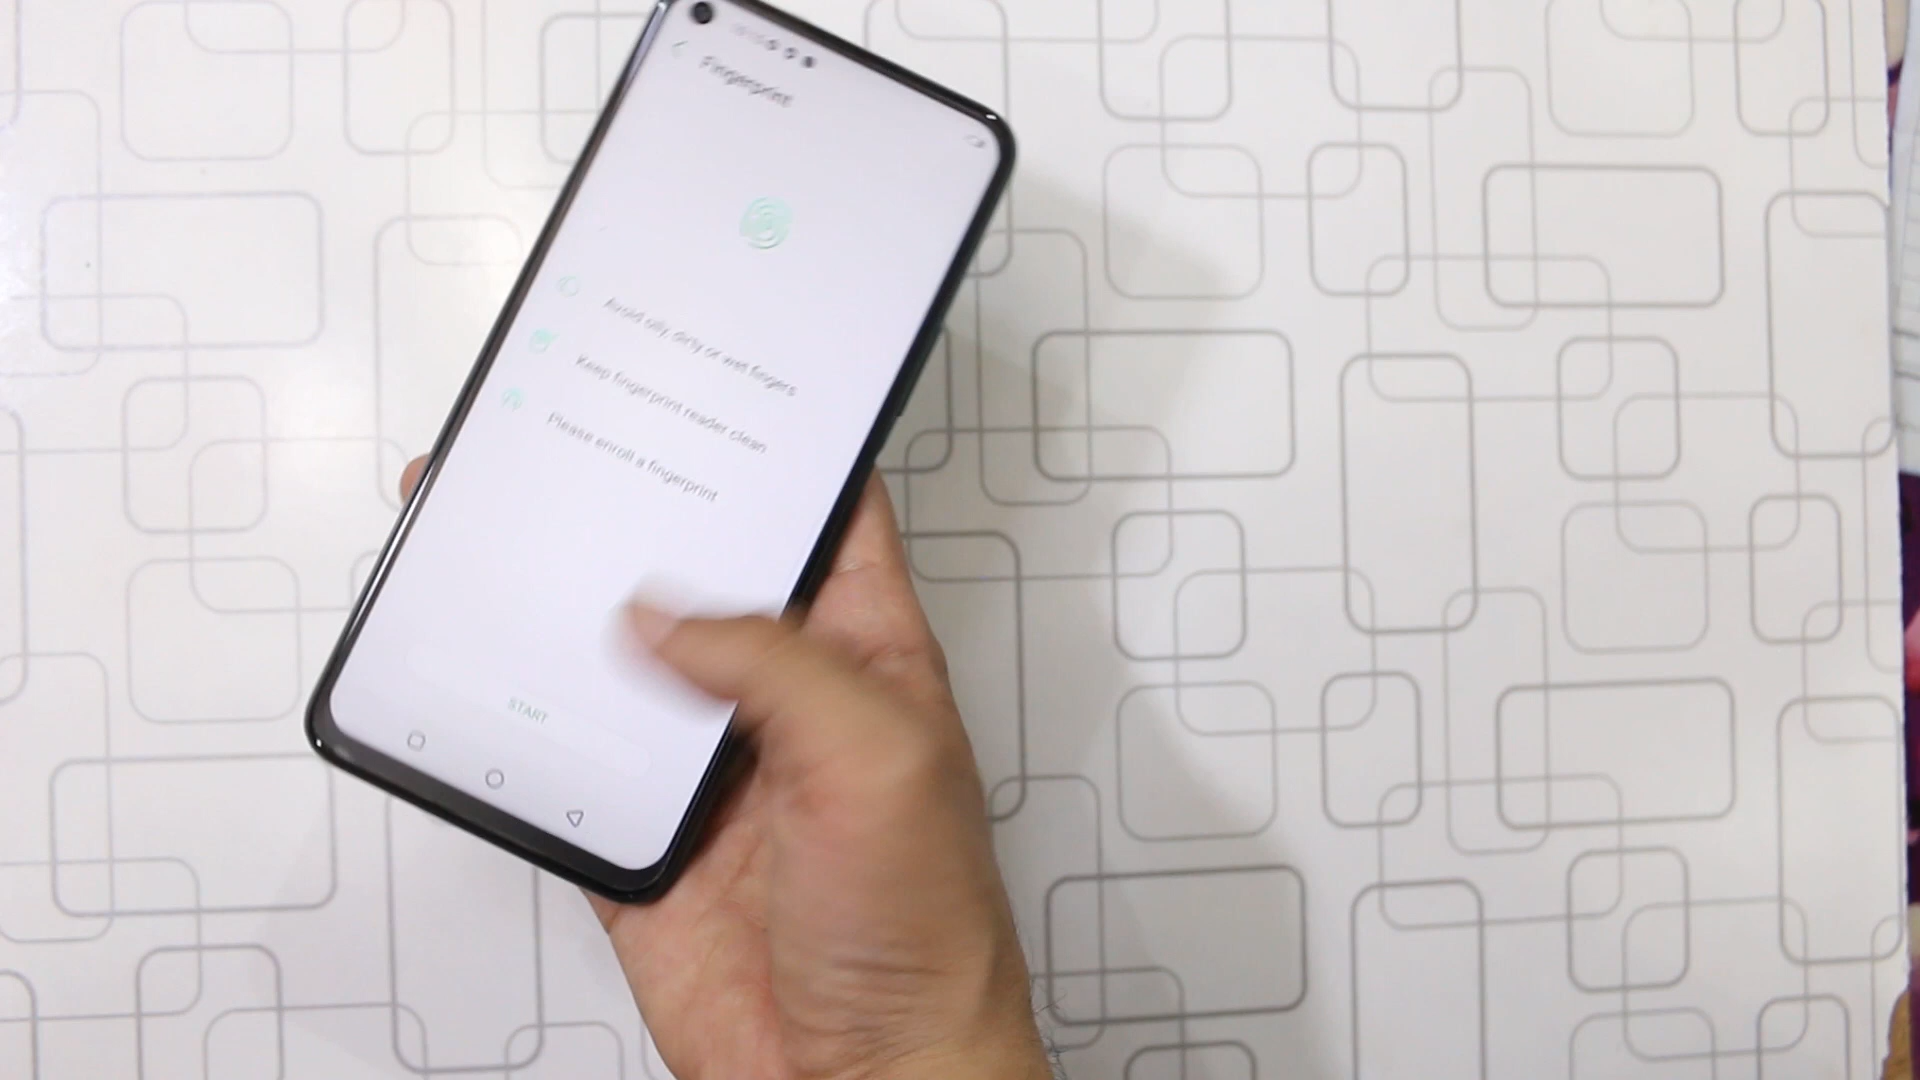 Fingerprint
Avoid oily, dirty or wet fingers
Keep fingerprint reader clean
Please enroll a fingerprint
START